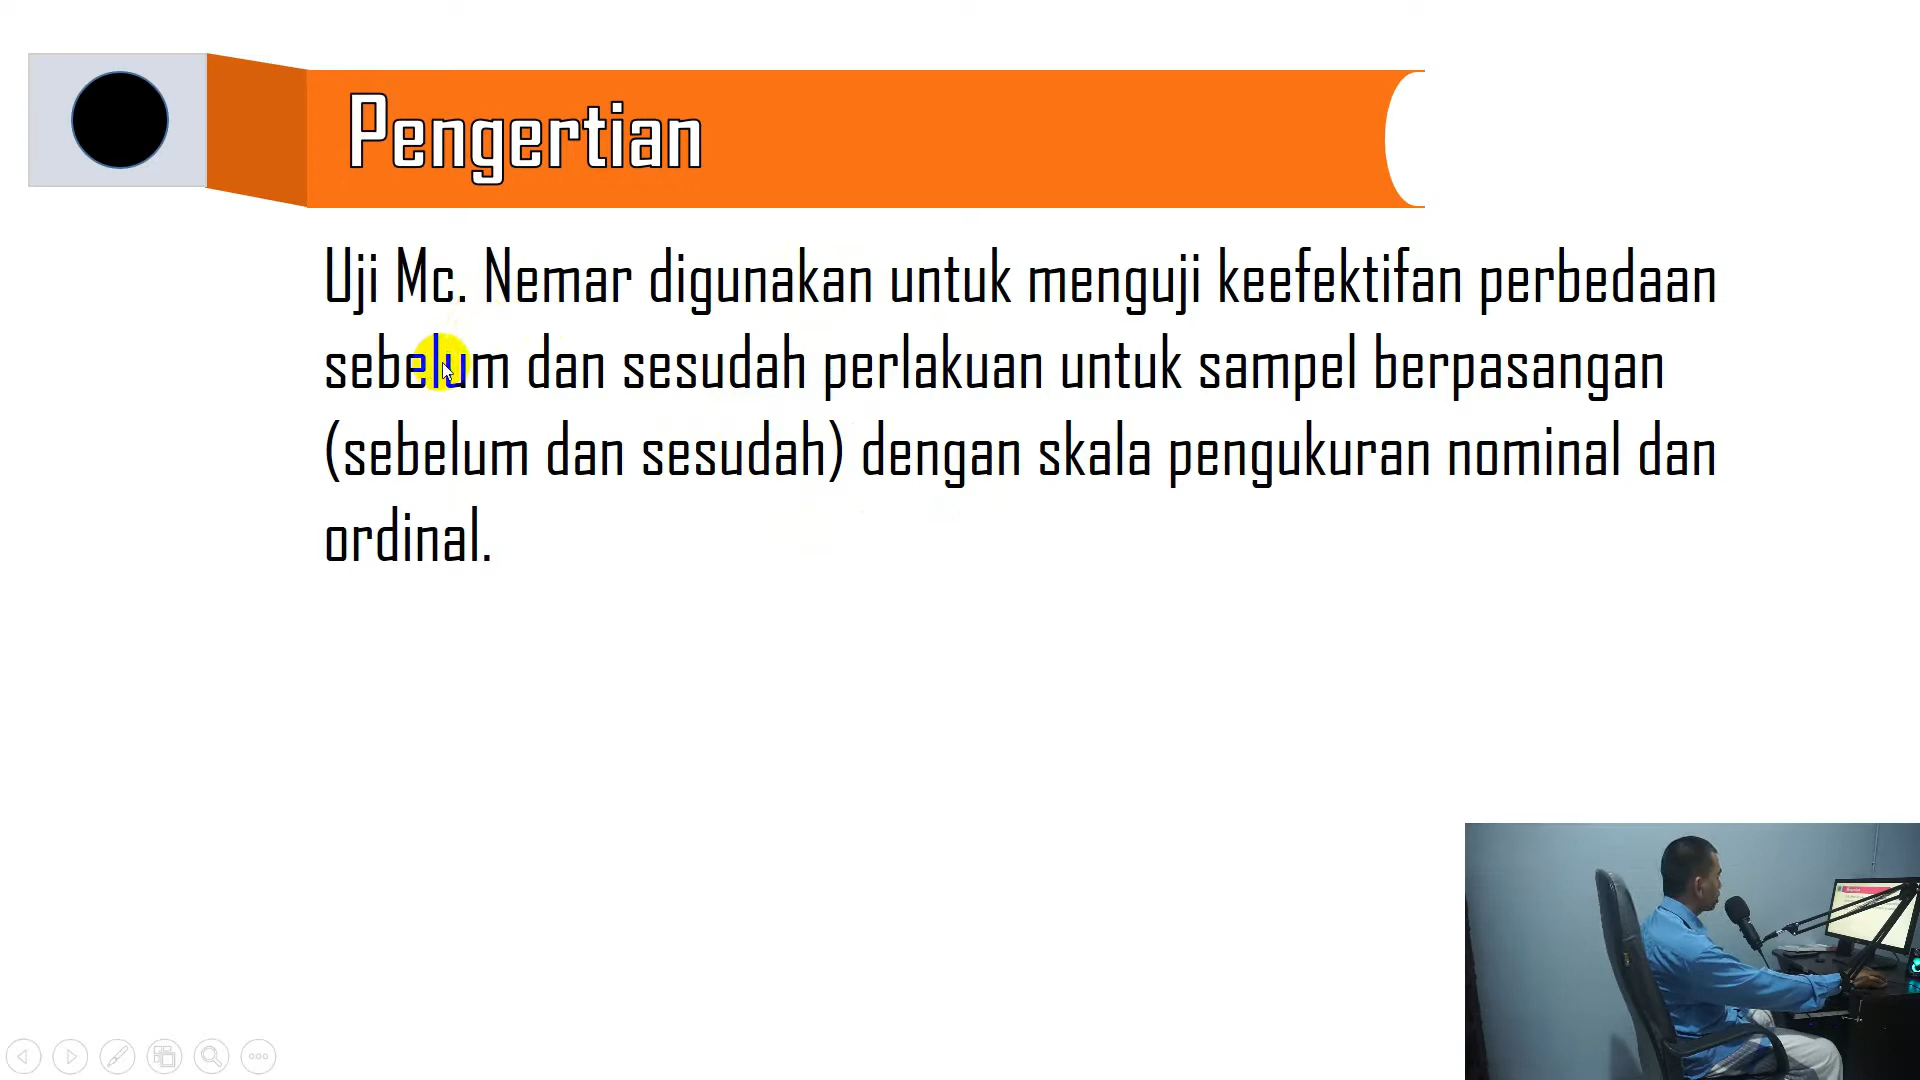 Pengertian
Uji Mc. Nemar digunakan untuk menguji keefektifan perbedaan
sebelum dan sesudah perlakuan untuk sampel berpasangan
(sebelum dan sesudah) dengan skala pengukuran nominal dan
ordinal.